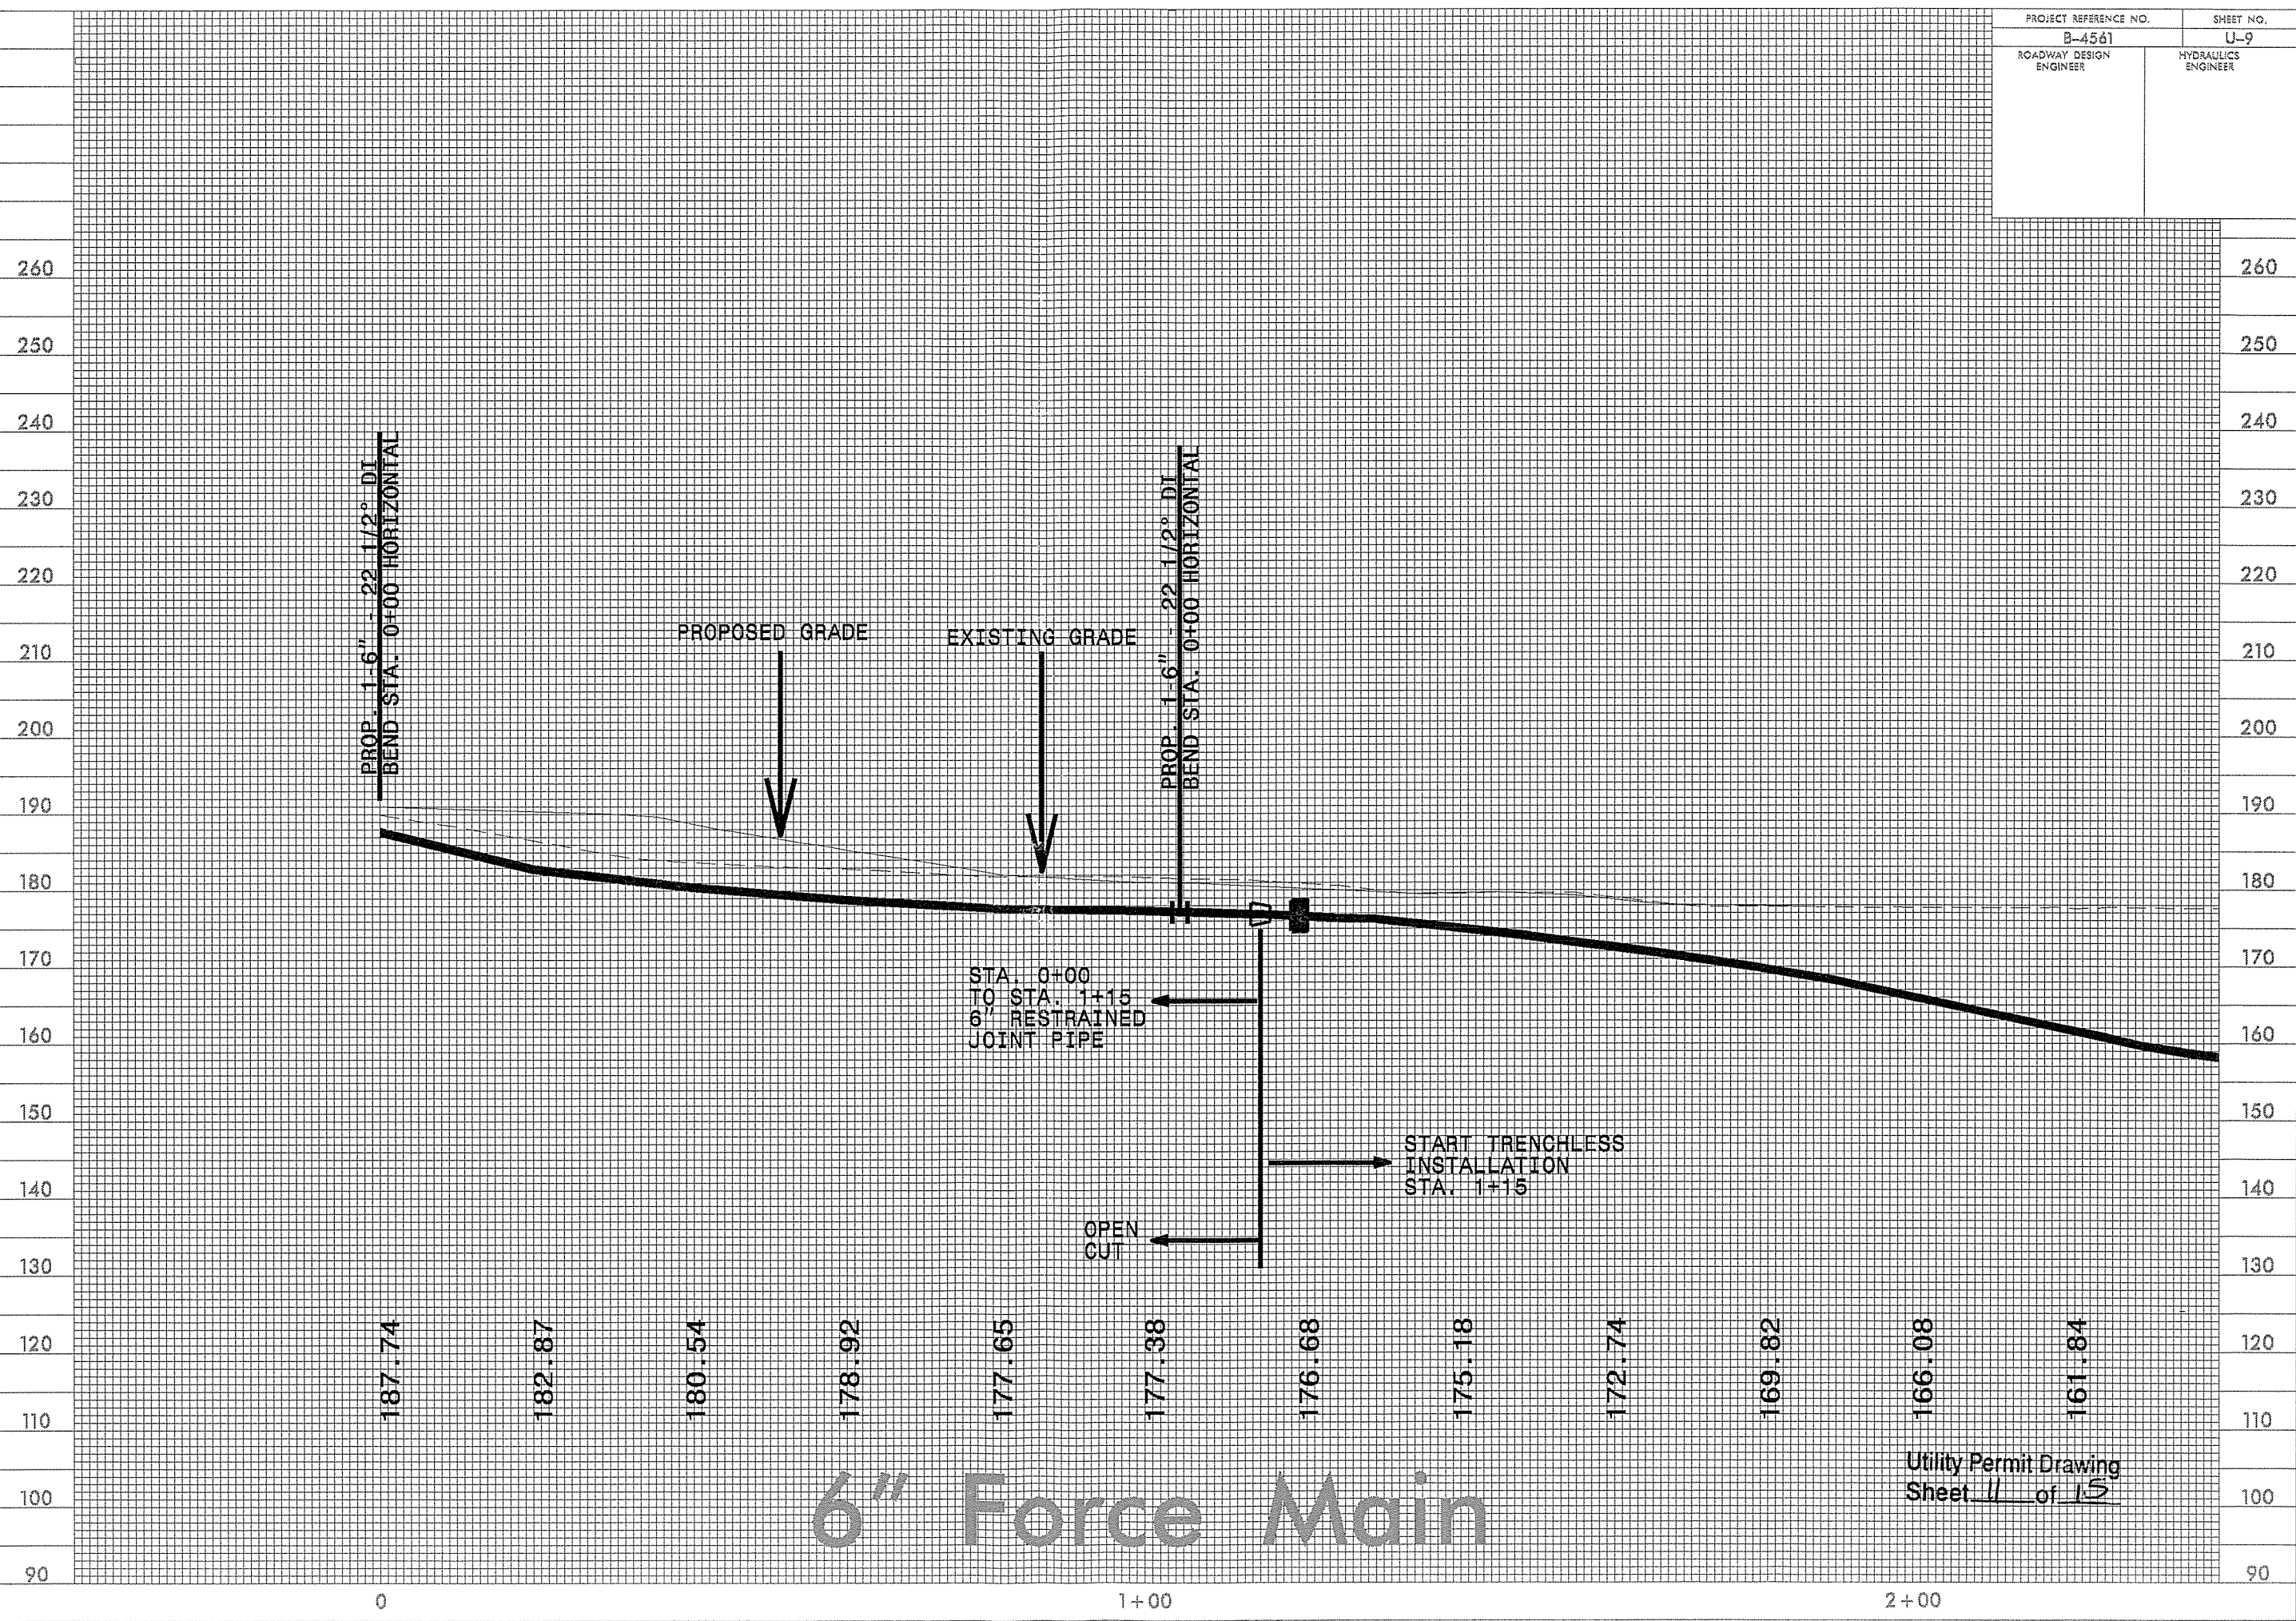 PROJECT REFERENCE NO.
SHEET NO.
B-4561
U-9
ROADWAY DESIGN
ENGINEER
HYDRAULICS
ENGINEER
260
260
250
250
240
240
230
230
220
220
210
210
200
200
190
190
180
180
170
170
160
160
150
150
140
140
130
130
120
120
110
110
100
100
90
90
PROP. 1-6" - 22 1/2° DI
BEND STA. 0+00 HORIZONTAL
PROPOSED GRADE
EXISTING GRADE
PROP. 1-6" - 22 1/2° DI
BEND STA. 0+00 HORIZONTAL
STA. 0+00
TO STA. 1+15
6" RESTRAINED
JOINT PIPE
START TRENCHLESS
INSTALLATION
STA. 1+15
OPEN
CUT
187.74
182.87
180.54
178.92
177.65
177.38
176.68
175.18
172.74
169.82
166.08
161.84
Utility Permit Drawing
Sheet 11 of 15
6" Force Main
0
1+00
2+00